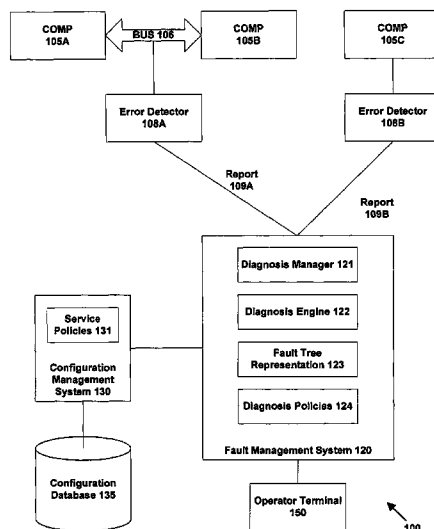 COMP
105A
BUS 106
COMP
105B
COMP
105C
Error Detector
108A
Error Detector
108B
Report
109A
Report
109B
Diagnosis Manager 121
Diagnosis Engine 122
Fault Tree
Representation 123
Diagnosis Policies 124
Fault Management System 120
Service
Policies 131
Configuration
Management
System 130
Configuration
Database 135
Operator Terminal
150
100